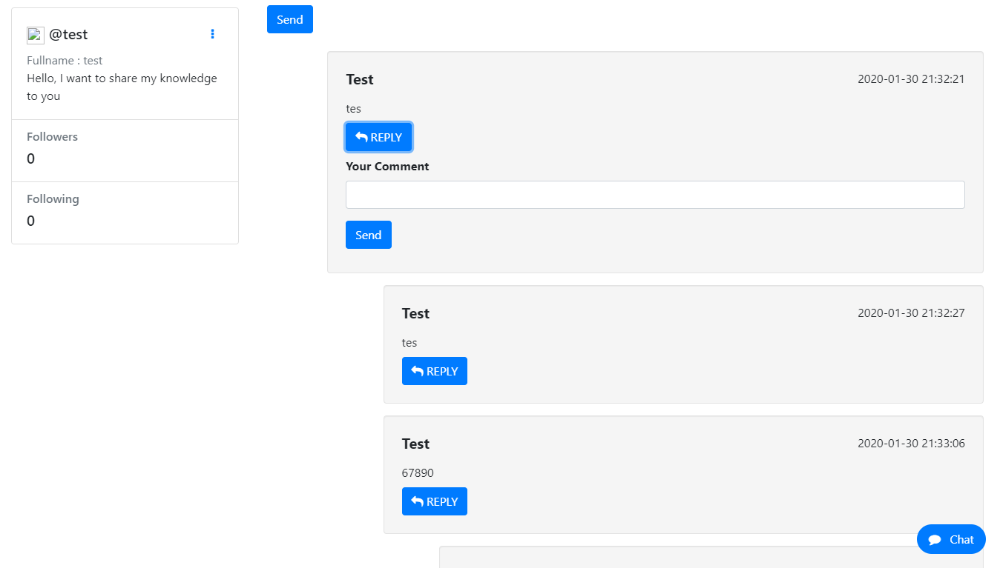 @test
Fullname : test
Hello, I want to share my knowledge
to you
Followers
0
Following
0
Send
Test 2020-01-30 21:32:21
tes
REPLY
Your Comment
Send
Test 2020-01-30 21:32:27
tes
REPLY
Test 2020-01-30 21:33:06
67890
REPLY
Chat